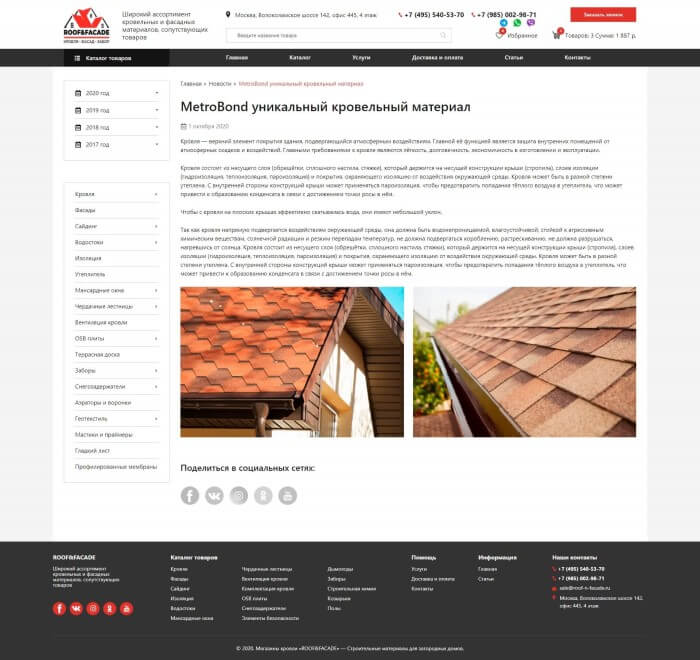 ROOF&FACADE
КРОВЛЯ • ФАСАД • ЗАБОР
Широкий ассортимент
кровельных и фасадных
материалов, сопутствующих
товаров
Москва, Волоколамское шоссе 142, офис 445, 4 этаж
+7 (495) 540-53-70
+7 (985) 002-98-71
Заказать звонок
Введите название товара
Избранное
Товаров: 3 Сумма: 1 887 р.
Каталог товаров
Главная
Каталог
Услуги
Доставка и оплата
Статьи
Контакты
2020 год
2019 год
2018 год
2017 год
Кровля
Фасады
Сайдинг
Водостоки
Изоляция
Утеплитель
Мансардные окна
Чердачные лестницы
Вентиляция кровли
OSB плиты
Террасная доска
Заборы
Снегозадержатели
Аэраторы и воронки
Геотекстиль
Мастики и праймеры
Гладкий лист
Профилированные мембраны
Главная » Новости » MetroBond уникальный кровельный материал
MetroBond уникальный кровельный материал
1 октября 2020
Кровля — верхний элемент покрытия здания, подвергающийся атмосферным воздействиям. Главной её функцией является защита внутренних помещений от
атмосферных осадков и воздействий. Главными требованиями к кровле являются лёгкость, долговечность, экономичность в изготовлении и эксплуатации.
Кровля состоит из несущего слоя (обрешётки, сплошного настила, стяжки), который держится на несущей конструкции крыши (стропила), слоев изоляции
(гидроизоляция, теплоизоляция, пароизоляция) и покрытия, охраняющего изоляцию от воздействия окружающей среды. Кровля может быть в разной степени
утеплена. С внутренней стороны конструкций крыши может применяться пароизоляция, чтобы предотвратить попадания тёплого воздуха в утеплитель, что может
привести к образованию конденсата в связи с достижением точки росы в нём.
Чтобы с кровли на плоских крышах эффективно скатывалась вода, они имеют небольшой уклон.
Так как кровля напрямую подвергается воздействиям окружающей среды, она должна быть водонепроницаемой, влагоустойчивой, стойкой к агрессивным
химическим веществам, солнечной радиации и резким перепадам температур, не должна подвергаться короблению, растрескиванию, не должна разрушаться,
нагреваясь от солнца. Кровля состоит из несущего слоя (обрешётки, сплошного настила, стяжки), который держится на несущей конструкции крыши (стропила), слоев
изоляции (гидроизоляция, теплоизоляция, пароизоляция) и покрытия, охраняющего изоляцию от воздействия окружающей среды. Кровля может быть в разной
степени утеплена. С внутренней стороны конструкций крыши может применяться пароизоляция, чтобы предотвратить попадания тёплого воздуха в утеплитель, что
может привести к образованию конденсата в связи с достижением точки росы в нём.
Поделиться в социальных сетях:
ROOF&FACADE
Широкий ассортимент
кровельных и фасадных
материалов, сопутствующих
товаров
Каталог товаров
Кровля
Фасады
Сайдинг
Изоляция
Водостоки
Мансардные окна
Чердачные лестницы
Вентиляция кровли
Комплектация кровли
OSB плиты
Снегозадержатели
Элементы безопасности
Дымоходы
Заборы
Строительная химия
Козырьки
Полы
Помощь
Услуги
Доставка и оплата
Контакты
Информация
Главная
Статьи
Наши контакты
+7 (495) 540-53-70
+7 (985) 002-98-71
sale@roof-n-facade.ru
Москва, Волоколамское шоссе 142,
офис 445, 4 этаж
© 2020. Магазины кровли «ROOF&FACADE» — Строительные материалы для загородных домов.